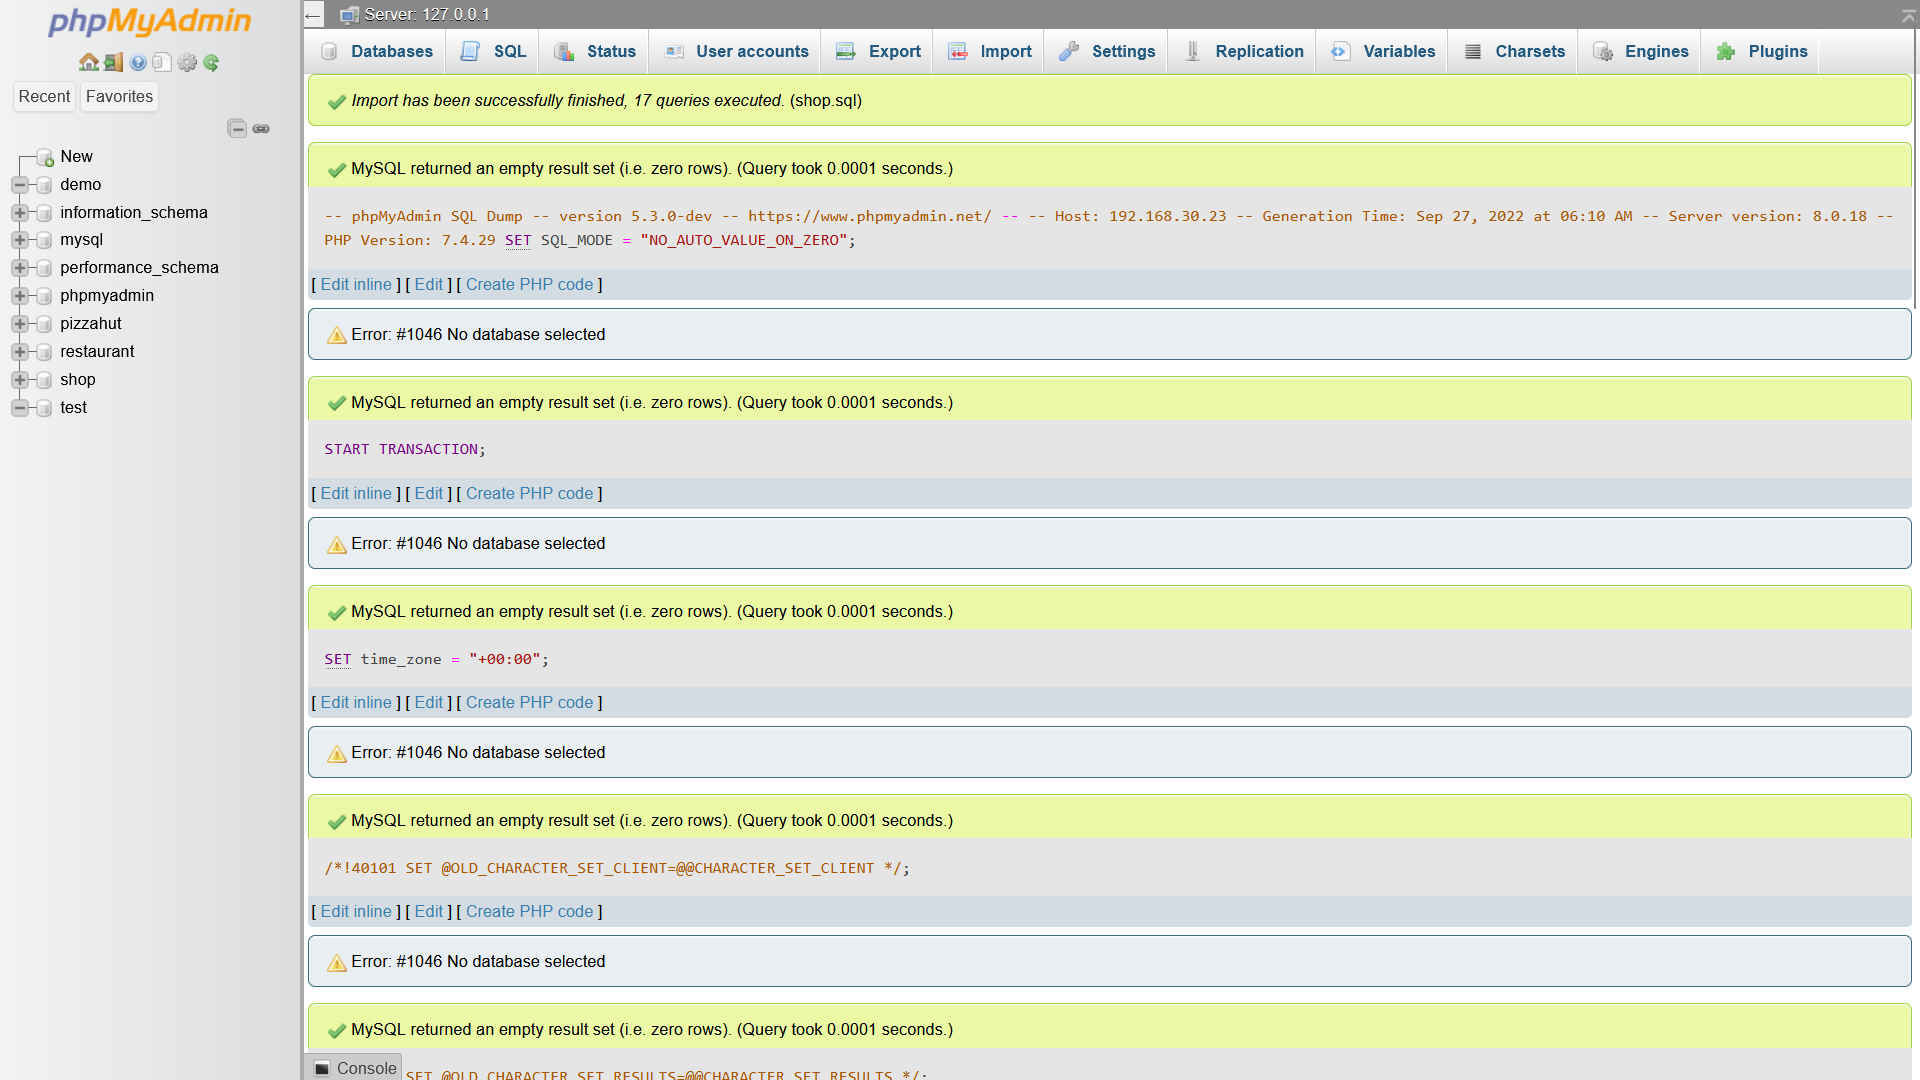 phpMyAdmin
Recent
Favorites
New
demo
information_schema
mysql
performance_schema
phpmyadmin
pizzahut
restaurant
shop
test
Server: 127.0.0.1
Databases
SQL
Status
User accounts
Export
Import
Settings
Replication
Variables
Charsets
Engines
Plugins
Import has been successfully finished, 17 queries executed. (shop.sql)
MySQL returned an empty result set (i.e. zero rows). (Query took 0.0001 seconds.)
-- phpMyAdmin SQL Dump -- version 5.3.0-dev -- https://www.phpmyadmin.net/ -- -- Host: 192.168.30.23 -- Generation Time: Sep 27, 2022 at 06:10 AM -- Server version: 8.0.18 --
PHP Version: 7.4.29 SET SQL_MODE = "NO_AUTO_VALUE_ON_ZERO";
[ Edit inline ] [ Edit ] [ Create PHP code ]
Error: #1046 No database selected
MySQL returned an empty result set (i.e. zero rows). (Query took 0.0001 seconds.)
START TRANSACTION;
[ Edit inline ] [ Edit ] [ Create PHP code ]
Error: #1046 No database selected
MySQL returned an empty result set (i.e. zero rows). (Query took 0.0001 seconds.)
SET time_zone = "+00:00";
[ Edit inline ] [ Edit ] [ Create PHP code ]
Error: #1046 No database selected
MySQL returned an empty result set (i.e. zero rows). (Query took 0.0001 seconds.)
/*!40101 SET @OLD_CHARACTER_SET_CLIENT=@@CHARACTER_SET_CLIENT */;
[ Edit inline ] [ Edit ] [ Create PHP code ]
Error: #1046 No database selected
MySQL returned an empty result set (i.e. zero rows). (Query took 0.0001 seconds.)
Console
SET @OLD_CHARACTER_SET_RESULTS=@@CHARACTER_SET_RESULTS */;